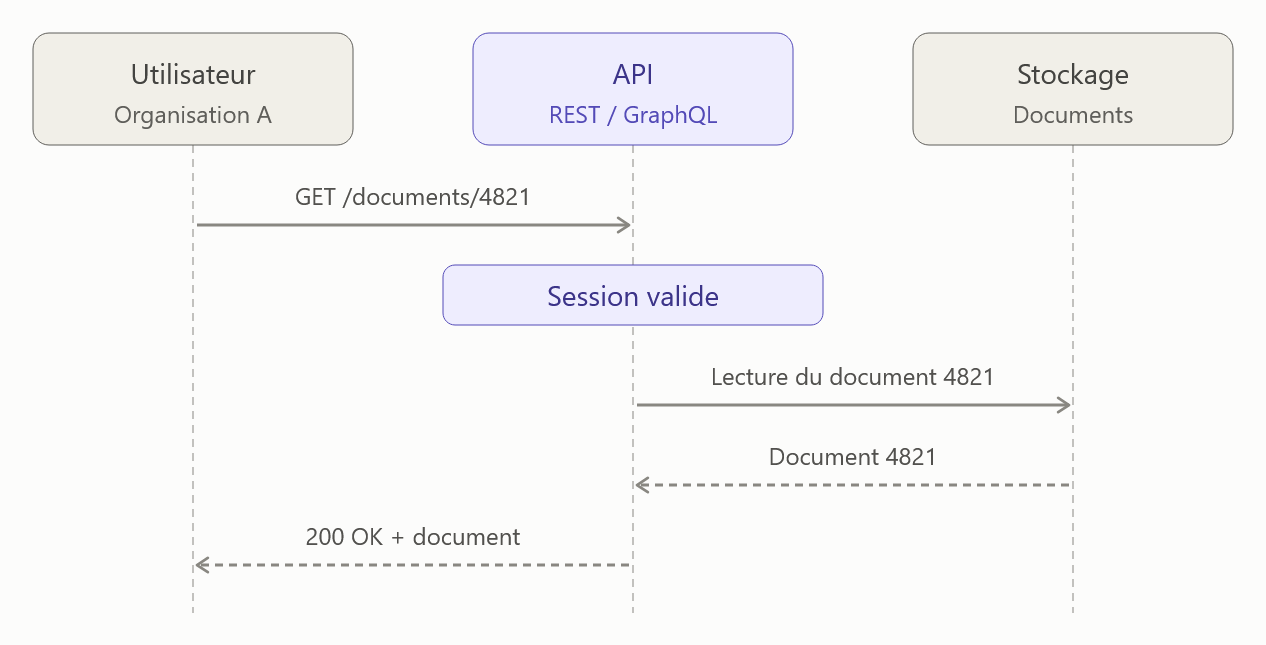 Utilisateur
Organisation A
API
REST / GraphQL
Stockage
Documents
GET /documents/4821
Session valide
Lecture du document 4821
Document 4821
200 OK + document